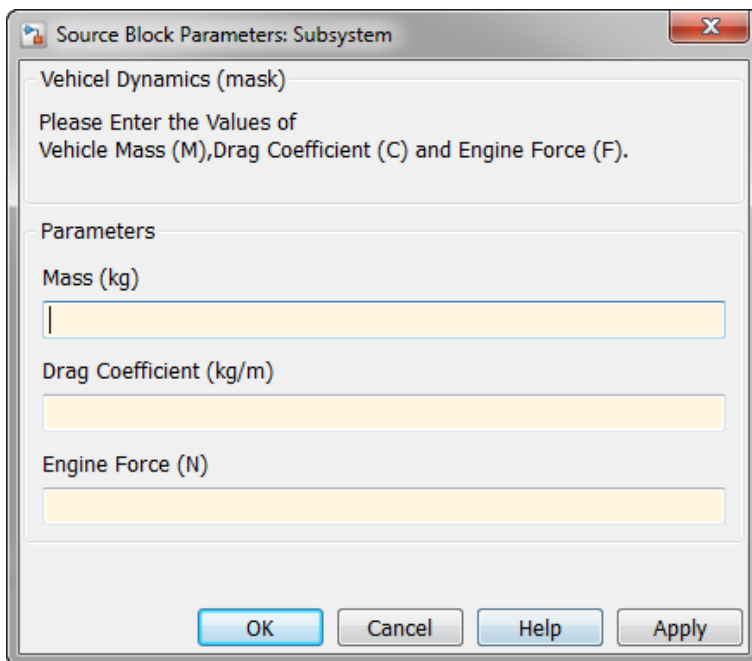 Source Block Parameters: Subsystem
Vehicel Dynamics (mask)
Please Enter the Values of
Vehicle Mass (M),Drag Coefficient (C) and Engine Force (F).
Parameters
Mass (kg)
Drag Coefficient (kg/m)
Engine Force (N)
OK Cancel Help Apply